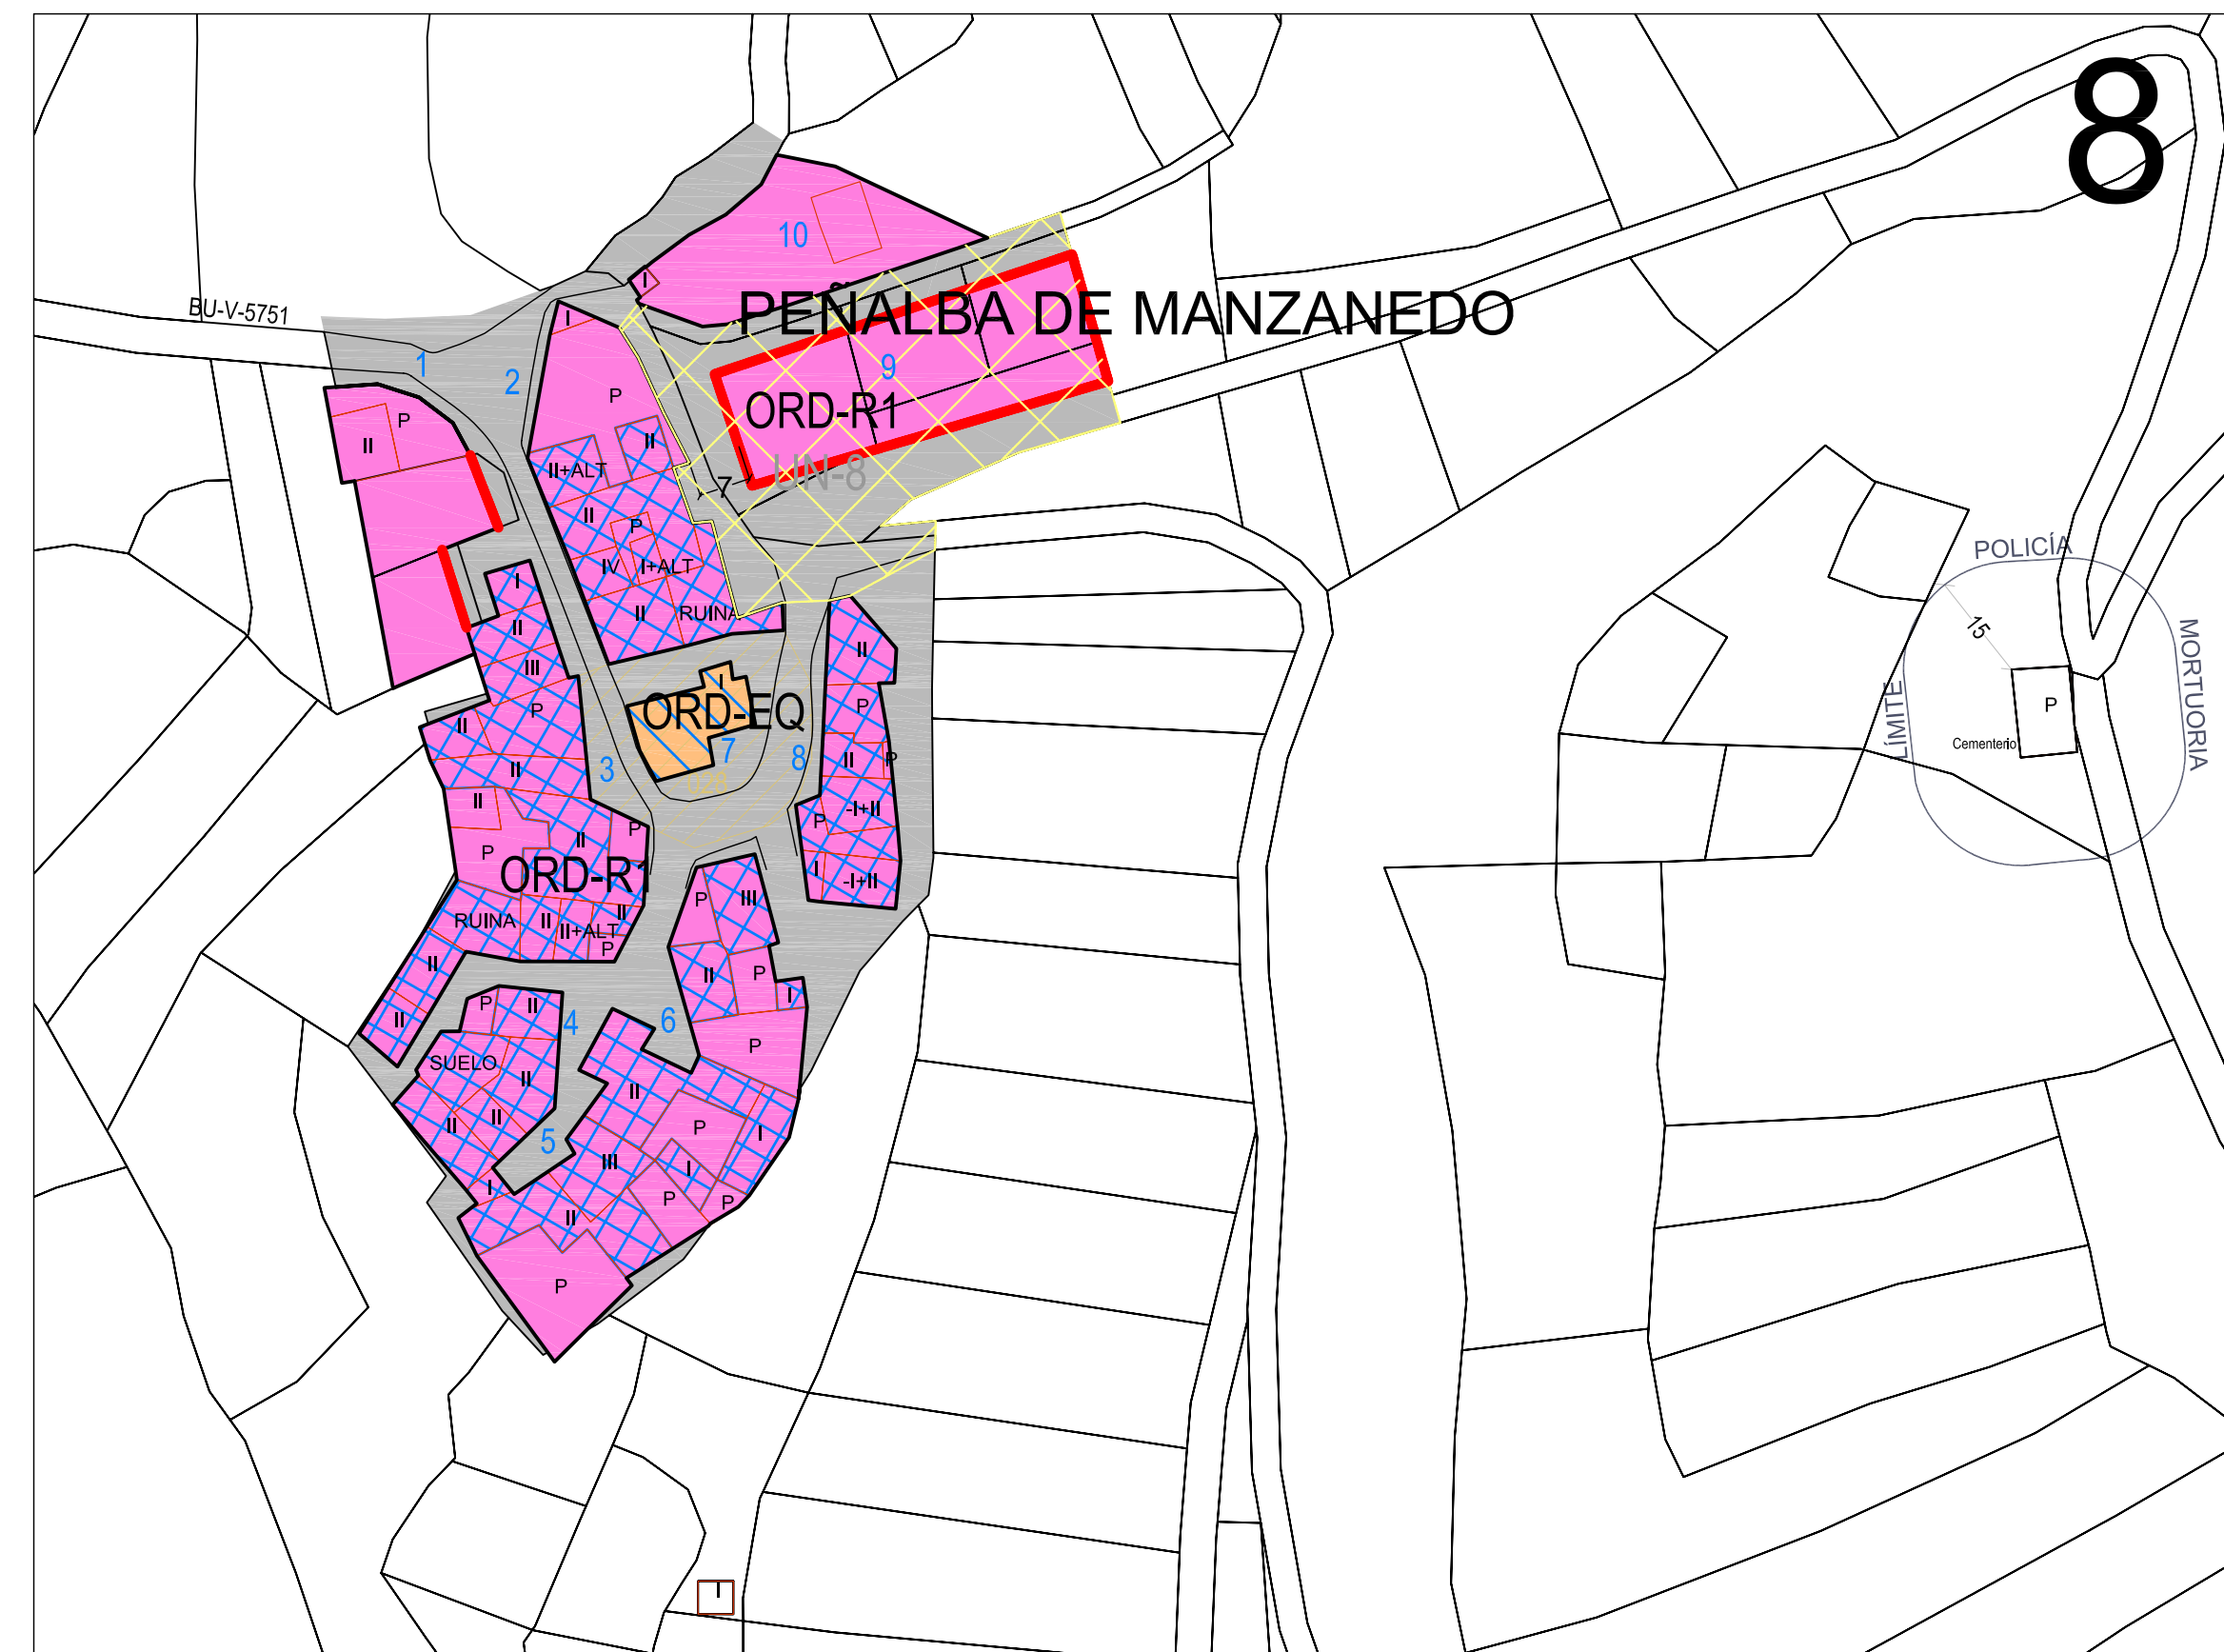 8
10
I
BU-V-5751
PEÑALBA DE MANZANEDO
I
1
2
9
P
P
ORD-R1
II
II
II+ALT
UN-8
7
II
P
POLICÍA
IV
I+ALT
I
II
RUINA
15
II
MORTUORIA
III
II
I
LÍMITE
P
ORD-EQ
P
P
II
7
8
Cementerio
3
II
P
II
028
II
-I+II
P
P
II
P
ORD-R1
I
-I+II
P
III
RUINA
II
II+ALT
II
P
II
P
II
I
P
II
4
6
II
P
SUELO
II
II
II
II
P
I
5
III
I
I
P
P
II
P
I